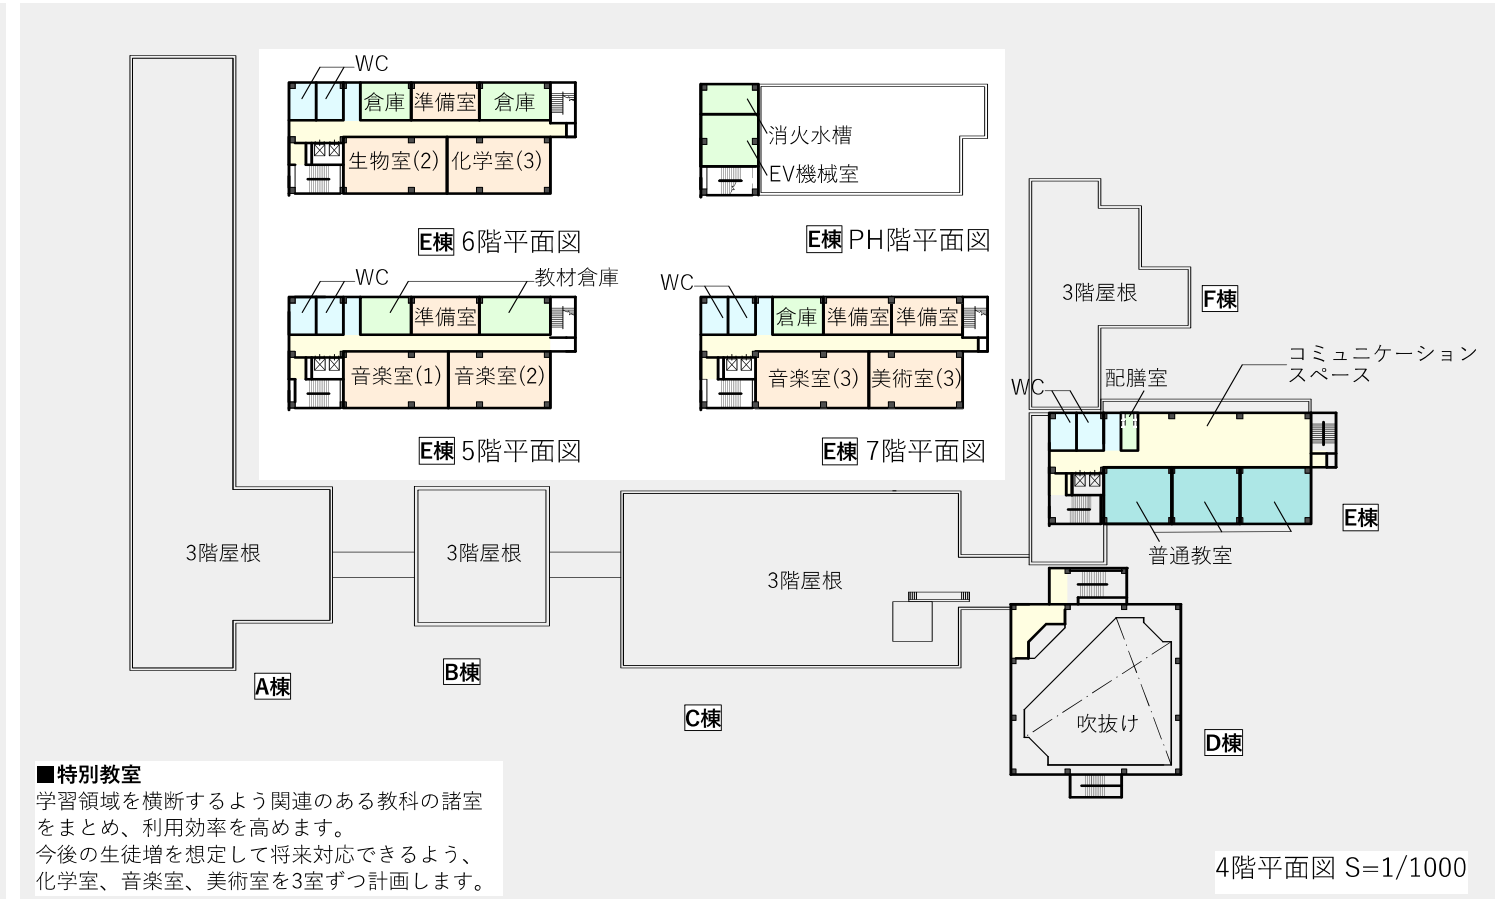 WC
倉庫
準備室
倉庫
生物室(2)
化学室(3)
E棟 6階平面図
消火水槽
EV機械室
E棟 PH階平面図
WC
教材倉庫
準備室
音楽室(1)
音楽室(2)
E棟 5階平面図
WC
倉庫
準備室
準備室
音楽室(3)
美術室(3)
E棟 7階平面図
3階屋根
F棟
コミュニケーション
スペース
配膳室
WC
E棟
普通教室
3階屋根
3階屋根
3階屋根
A棟
B棟
C棟
吹抜け
D棟
■特別教室
学習領域を横断するよう関連のある教科の諸室
をまとめ、利用効率を高めます。
今後の生徒増を想定して将来対応できるよう、
化学室、音楽室、美術室を3室ずつ計画します。
4階平面図 S=1/1000